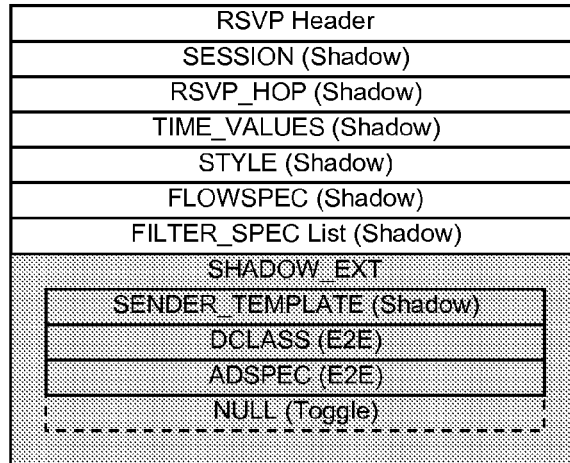 RSVP Header
SESSION (Shadow)
RSVP_HOP (Shadow)
TIME_VALUES (Shadow)
STYLE (Shadow)
FLOWSPEC (Shadow)
FILTER_SPEC List (Shadow)
SHADOW_EXT
SENDER_TEMPLATE (Shadow)
DCLASS (E2E)
ADSPEC (E2E)
NULL (Toggle)